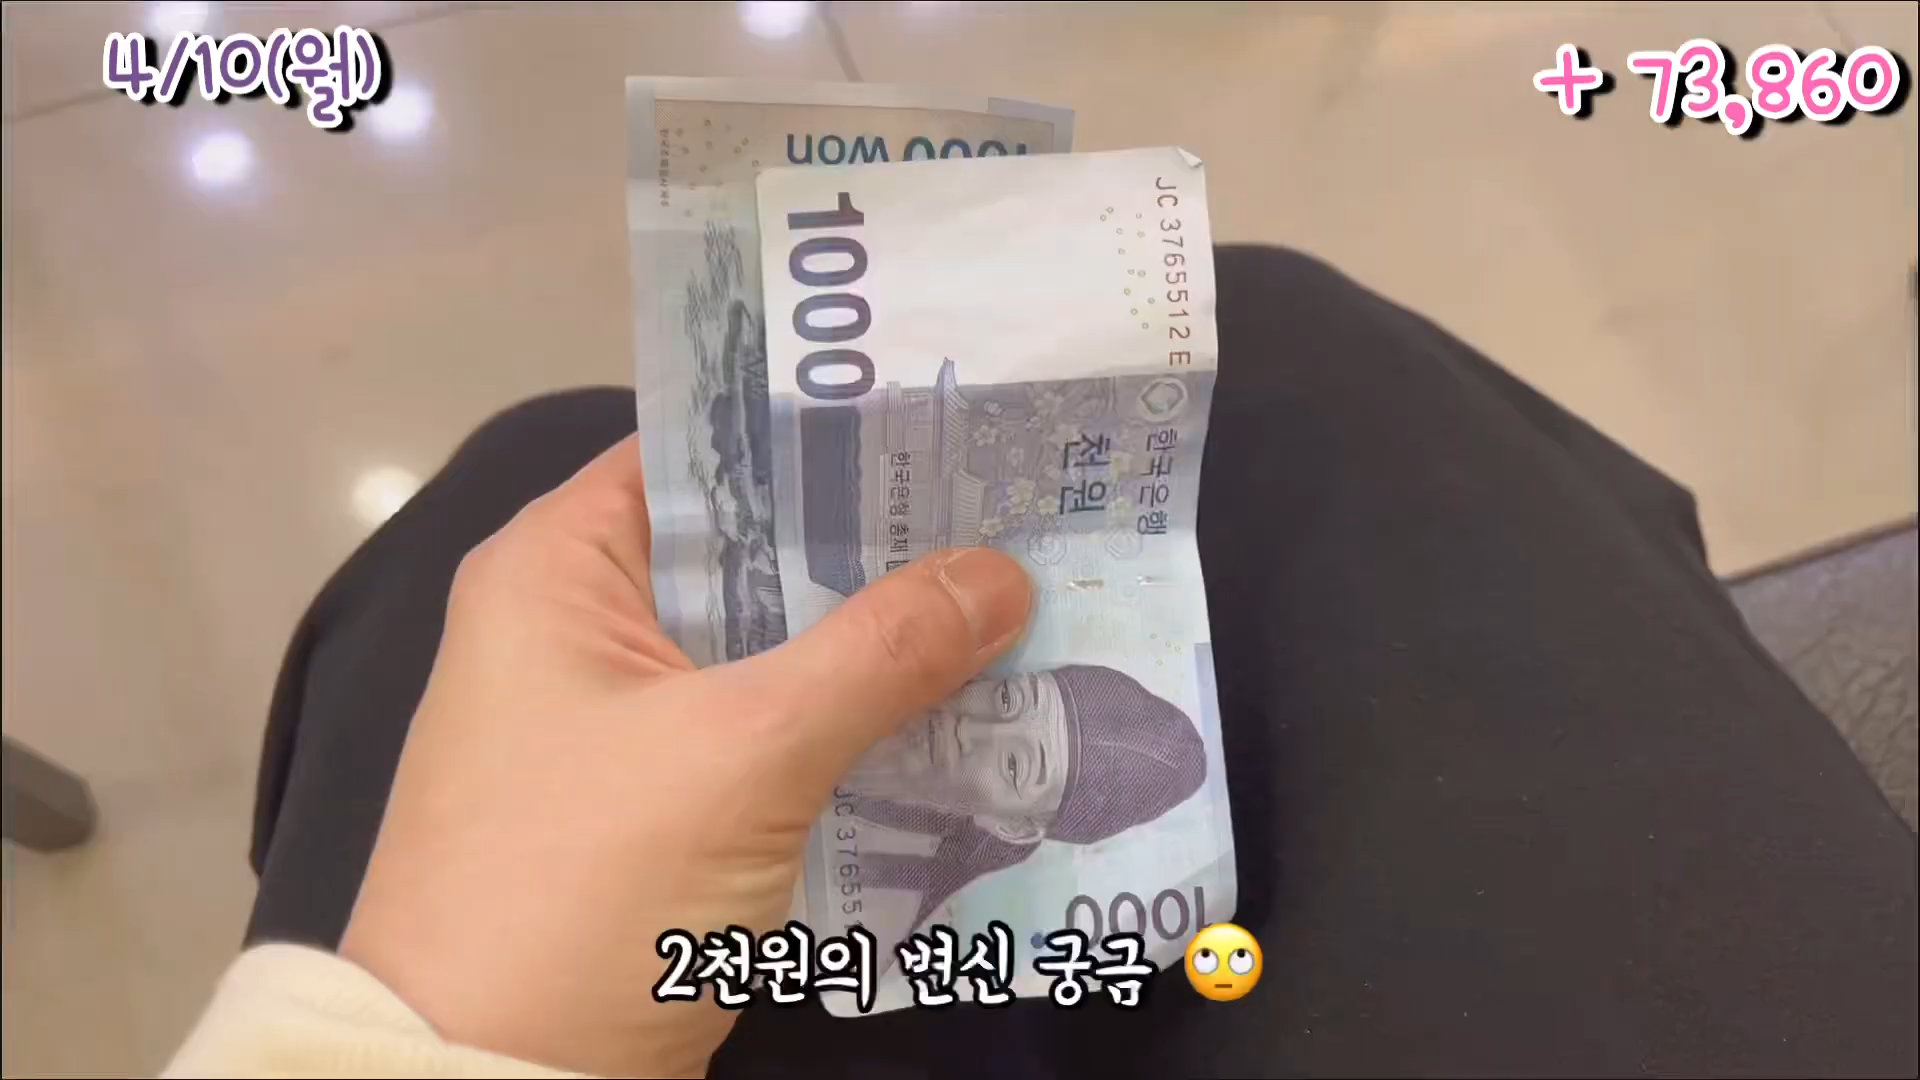 4/10(월)
+ 73,860
1000 won
1000
JC 3765512 E
한국은행
천원
한국은행 총재
JC 37655
1000
2천원의 변신 궁금 🙄